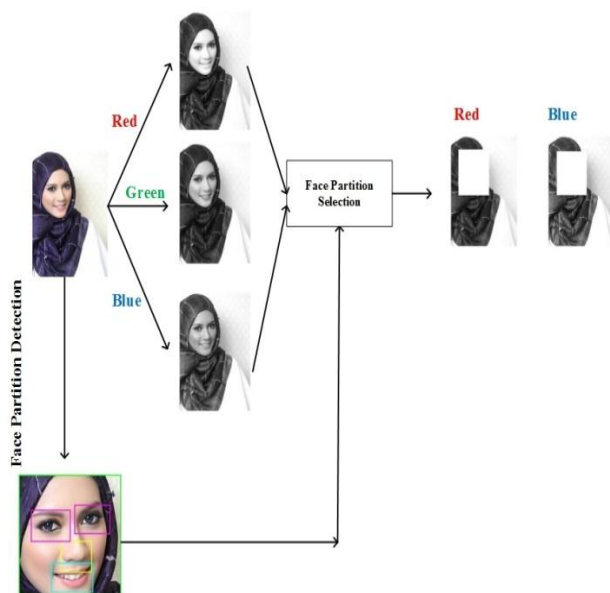 Red
Green
Blue
Face Partition
Selection
Red
Blue
Face Partition Detection